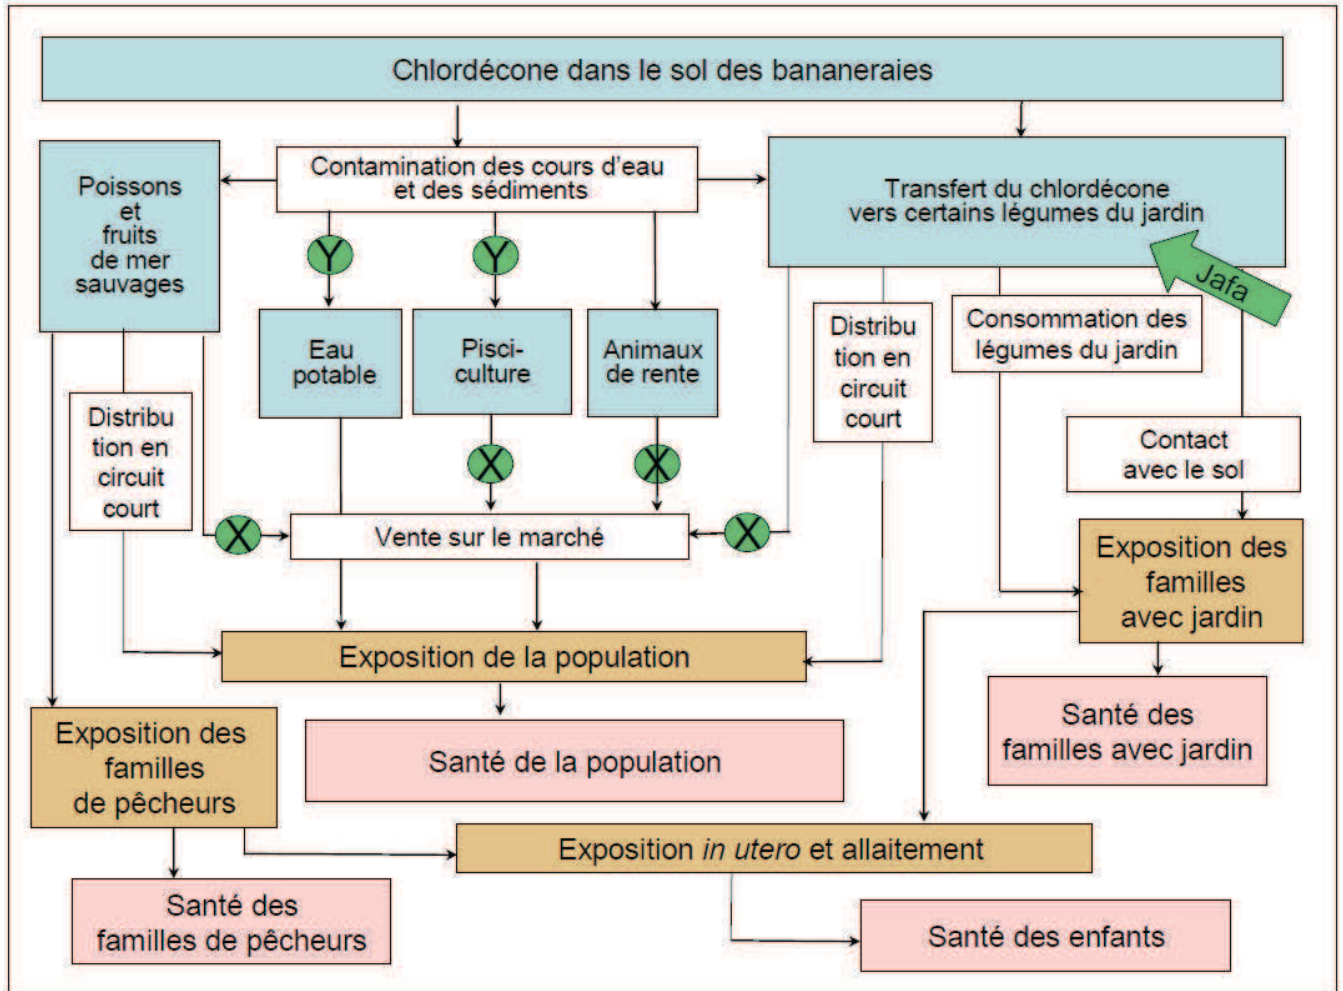 Chlordécone dans le sol des bananeraies
Poissons
et
fruits
de mer
sauvages
Contamination des cours d'eau
et des sédiments
Transfert du chlordécone
vers certains légumes du jardin
Jafa
Y
Y
Eau
potable
Pisci-
culture
Animaux
de rente
Distribu
tion en
circuit
court
Consommation des
légumes du jardin
Distribu
tion en
circuit
court
Contact
avec le sol
X
X
X
Vente sur le marché
X
Exposition des
familles
avec jardin
Exposition de la population
Exposition des
familles
de pêcheurs
Santé de la population
Santé des
familles avec jardin
Exposition in utero et allaitement
Santé des
familles de pêcheurs
Santé des enfants